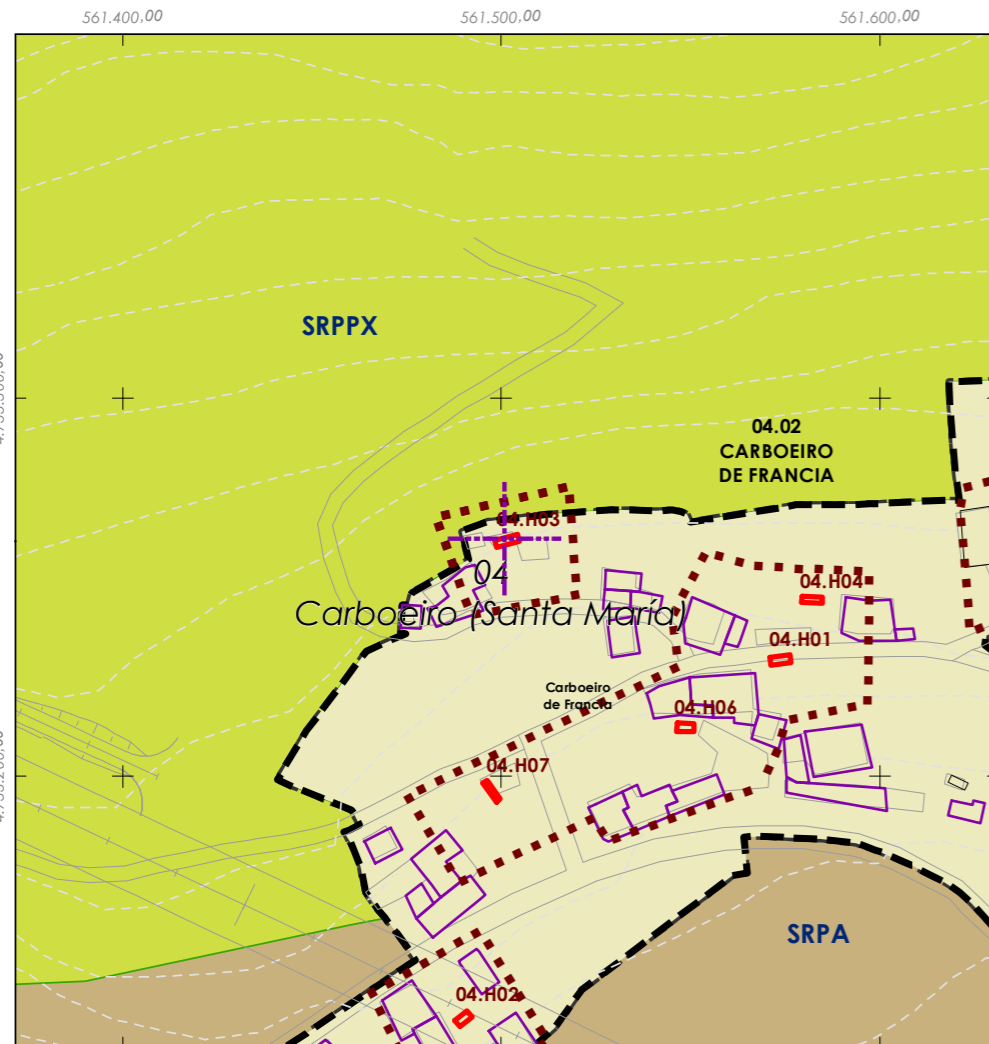 561.400,00
561.500,00
561.600,00
SRPPX
04.02
CARBOEIRO
DE FRANCIA
04.H03
04
04.H04
Carboeiro (Santa María)
04.H01
Carboeiro
de Francia
04.H06
04.H07
SRPA
04.H02